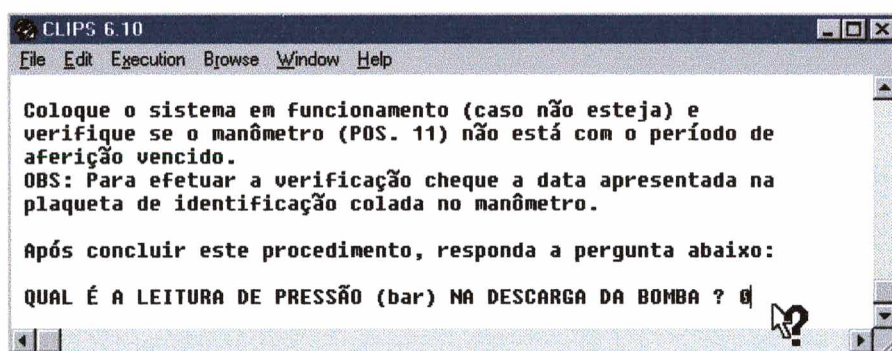 CLIPS 6.10
File Edit Execution Browse Window Help
Coloque o sistema em funcionamento (caso não esteja) e
verifique se o manômetro (POS. 11) não está com o período de
aferição vencido.
OBS: Para efetuar a verificação cheque a data apresentada na
plaqueta de identificação colada no manômetro.
Após concluir este procedimento, responda a pergunta abaixo:
QUAL É A LEITURA DE PRESSÃO (bar) NA DESCARGA DA BOMBA ?